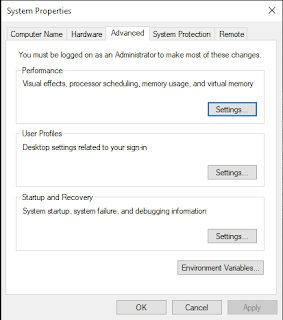 System Properties
Computer Name Hardware Advanced System Protection Remote
You must be logged on as an Administrator to make most of these changes.
Performance
Visual effects, processor scheduling, memory usage, and virtual memory
Settings...
User Profiles
Desktop settings related to your sign-in
Settings...
Startup and Recovery
System startup, system failure, and debugging information
Settings...
Environment Variables...
OK Cancel Apply